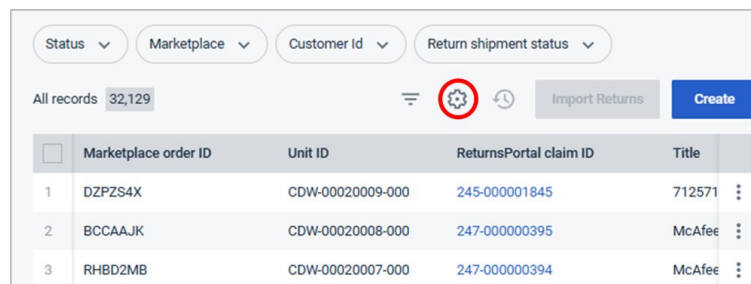 Status Marketplace Customer Id Return shipment status
All records 32,129 Import Returns Create
Marketplace order ID Unit ID ReturnsPortal claim ID Title
1 DZPZS4X CDW-00020009-000 245-000001845 712571
2 BCCAAJK CDW-00020008-000 247-000000395 McAfee
3 RHBD2MB CDW-00020007-000 247-000000394 McAfee